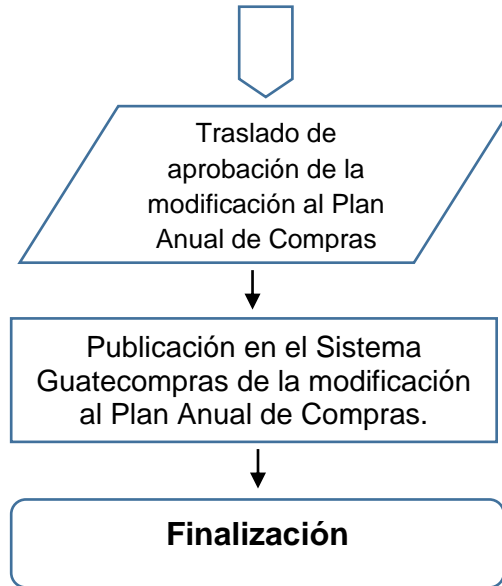 Traslado de
aprobación de la
modificación al Plan
Anual de Compras
Publicación en el Sistema
Guatecompras de la modificación
al Plan Anual de Compras.
Finalización